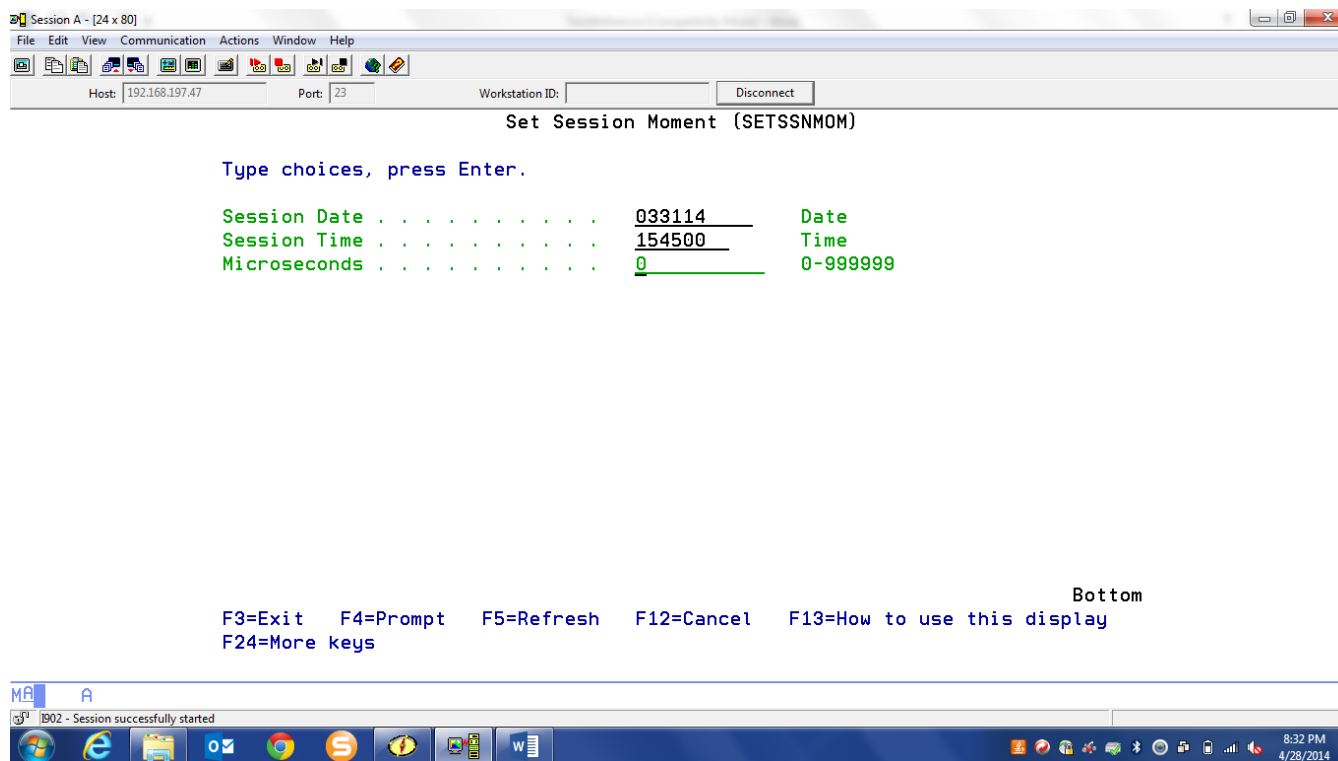 Session A - [24 x 80]
File Edit View Communication Actions Window Help
Host: 192.168.197.47 Port: 23 Workstation ID: Disconnect
Set Session Moment (SETSSNMOM)
Type choices, press Enter.
Session Date . . . . . . . . . . 033114 Date
Session Time . . . . . . . . . . 154500 Time
Microseconds . . . . . . . . . . 0 0-999999
Bottom
F3=Exit F4=Prompt F5=Refresh F12=Cancel F13=How to use this display
F24=More keys
MA A
I902 - Session successfully started
8:32 PM
4/28/2014